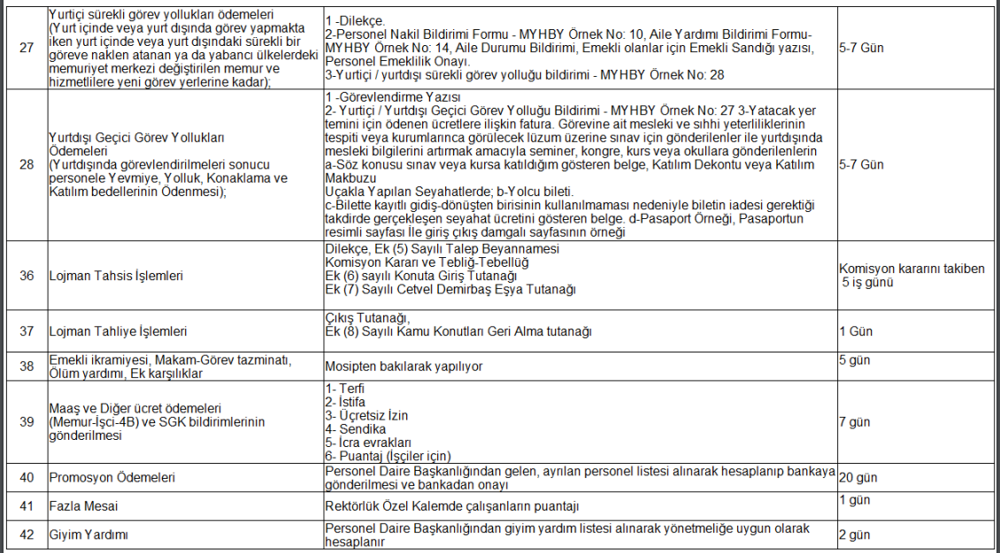 27
Yurtiçi sürekli görev yollukları ödemeleri
(Yurt içinde veya yurt dışında görev yapmakta
iken yurt içinde veya yurt dışındaki sürekli bir
göreve naklen atanan ya da yabancı ülkelerdeki
memuriyet merkezi değiştirilen memur ve
hizmetlilere yeni görev yerlerine kadar);
1 -Dilekçe.
2-Personel Nakil Bildirimi Formu - MYHBY Örnek No: 10, Aile Yardımı Bildirimi Formu-
MYHBY Örnek No: 14, Aile Durumu Bildirimi, Emekli olanlar için Emekli Sandığı yazısı,
Personel Emeklilik Onayı.
3-Yurtiçi / yurtdışı sürekli görev yolluğu bildirimi - MYHBY Örnek No: 28
5-7 Gün
28
Yurtdışı Geçici Görev Yollukları
Ödemeleri
(Yurtdışında görevlendirilmeleri sonucu
personele Yevmiye, Yolluk, Konaklama ve
Katılım bedellerinin Ödenmesi);
1 -Görevlendirme Yazısı
2- Yurtiçi / Yurtdışı Geçici Görev Yolluğu Bildirimi - MYHBY Örnek No: 27 3-Yatacak yer
temini için ödenen ücretlere ilişkin fatura. Görevine ait mesleki ve sıhhi yeterliliklerinin
tespiti veya kurumlarınca görülecek lüzum üzerine sınav için gönderilenler ile yurtdışında
mesleki bilgilerini artırmak amacıyla seminer, kongre, kurs veya okullara gönderilenlerin
a-Söz konusu sınav veya kursa katıldığım gösteren belge, Katılım Dekontu veya Katılım
Makbuzu
Uçakla Yapılan Seyahatlerde; b-Yolcu bileti.
c-Bilette kayıtlı gidiş-dönüşten birisinin kullanılmaması nedeniyle biletin iadesi gerektiği
takdirde gerçekleşen seyahat ücretini gösteren belge. d-Pasaport Örneği, Pasaportun
resimli sayfası İle giriş çıkış damgalı sayfasının örneği
5-7 Gün
36
Lojman Tahsis İşlemleri
Dilekçe, Ek (5) Sayılı Talep Beyannamesi
Komisyon Kararı ve Tebliğ-Tebellüğ
Ek (6) sayılı Konuta Giriş Tutanağı
Ek (7) Sayılı Cetvel Demirbaş Eşya Tutanağı
Komisyon kararını takiben
5 iş günü
37
Lojman Tahliye İşlemleri
Çıkış Tutanağı,
Ek (8) Sayılı Kamu Konutları Geri Alma tutanağı
1 Gün
38
Emekli ikramiyesi, Makam-Görev tazminatı,
Ölüm yardımı, Ek karşılıklar
Mosipten bakılarak yapılıyor
5 gün
39
Maaş ve Diğer ücret ödemeleri
(Memur-İşci-4B) ve SGK bildirimlerinin
gönderilmesi
1- Terfi
2- İstifa
3- Üçretsiz İzin
4- Sendika
5- İcra evrakları
6- Puantaj (İşçiler için)
7 gün
40
Promosyon Ödemeleri
Personel Daire Başkanlığından gelen, ayrılan personel listesi alınarak hesaplanıp bankaya
gönderilmesi ve bankadan onayı
20 gün
41
Fazla Mesai
Rektörlük Özel Kalemde çalışanların puantajı
1 gün
42
Giyim Yardımı
Personel Daire Başkanlığından giyim yardım listesi alınarak yönetmeliğe uygun olarak
hesaplanır
2 gün